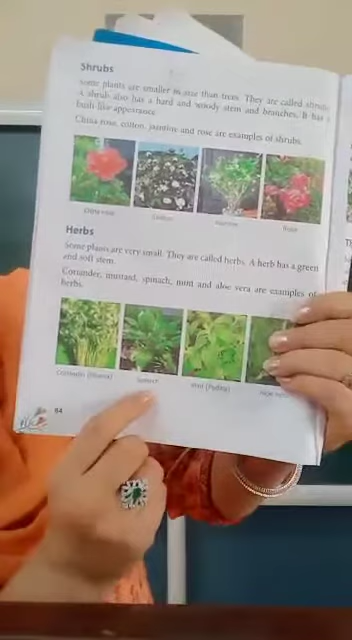 Shrubs
Some plants are smaller in size than trees. They are called shrubs.
A shrub also has a hard and woody stem and branches. It has a
bush like appearance.
China rose, cotton, jasmine and rose are examples of shrubs.
China rose
Cotton
Jasmine
Rose
Herbs
Some plants are very small. They are called herbs. A herb has a green
and soft stem.
Coriander, mustard, spinach, mint and aloe vera are examples of
herbs.
Coriander (Dhania)
Spinach
Mint (Pudina)
Aloe vera
84